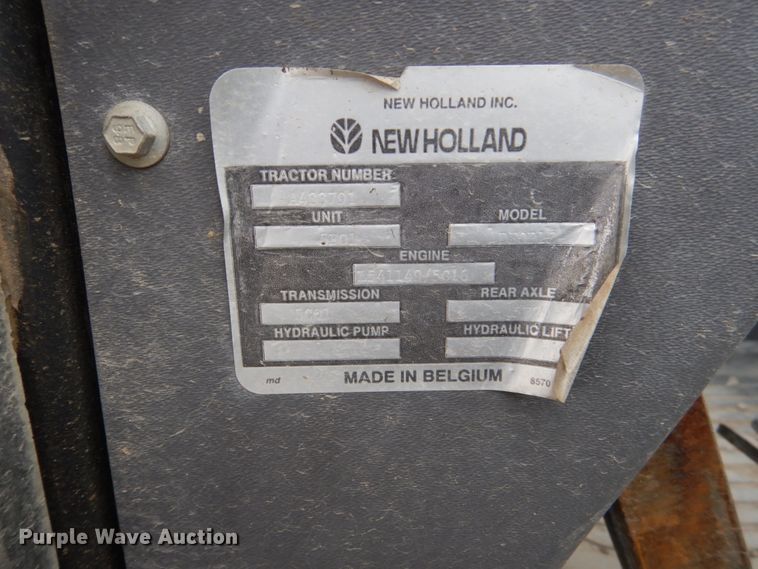 NEW HOLLAND INC.
NEW HOLLAND
TRACTOR NUMBER
UNIT MODEL
ENGINE
TRANSMISSION REAR AXLE
HYDRAULIC PUMP HYDRAULIC LIFT
md MADE IN BELGIUM 8570
Purple Wave Auction